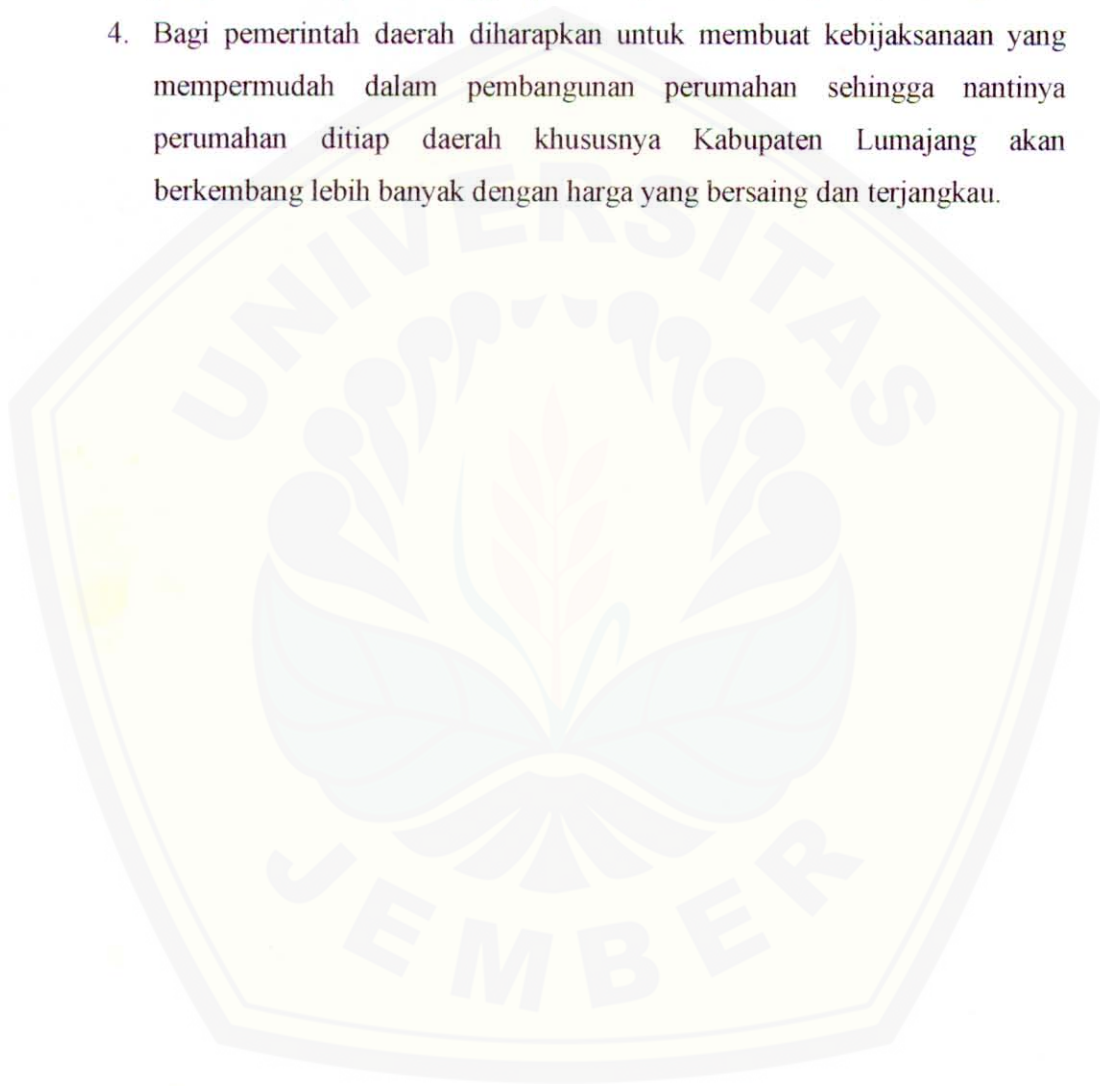 4. Bagi pemerintah daerah diharapkan untuk membuat kebijaksanaan yang
mempermudah dalam pembangunan perumahan sehingga nantinya
perumahan ditiap daerah khususnya Kabupaten Lumajang akan
berkembang lebih banyak dengan harga yang bersaing dan terjangkau.
UNIVERSITAS
JEMBER